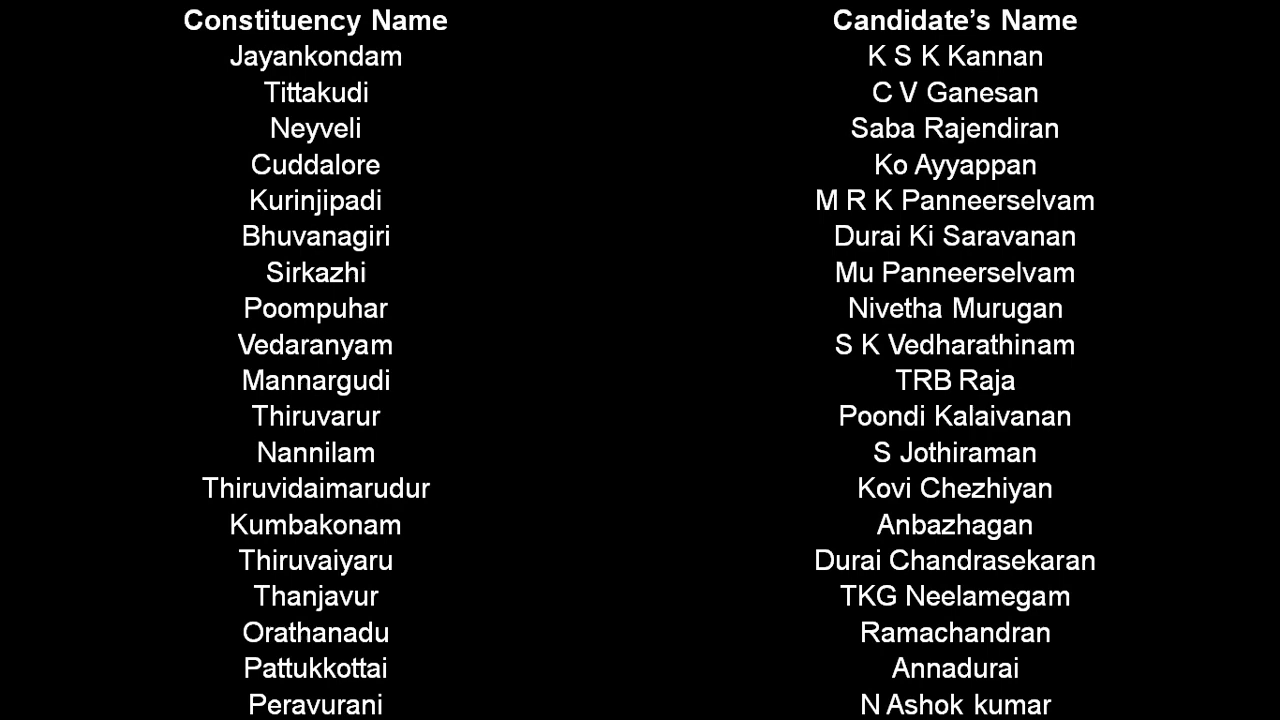 Constituency Name Candidate’s Name
Jayankondam K S K Kannan
Tittakudi C V Ganesan
Neyveli Saba Rajendiran
Cuddalore Ko Ayyappan
Kurinjipadi M R K Panneerselvam
Bhuvanagiri Durai Ki Saravanan
Sirkazhi Mu Panneerselvam
Poompuhar Nivetha Murugan
Vedaranyam S K Vedharathinam
Mannargudi TRB Raja
Thiruvarur Poondi Kalaivanan
Nannilam S Jothiraman
Thiruvidaimarudur Kovi Chezhiyan
Kumbakonam Anbazhagan
Thiruvaiyaru Durai Chandrasekaran
Thanjavur TKG Neelamegam
Orathanadu Ramachandran
Pattukkottai Annadurai
Peravurani N Ashok kumar